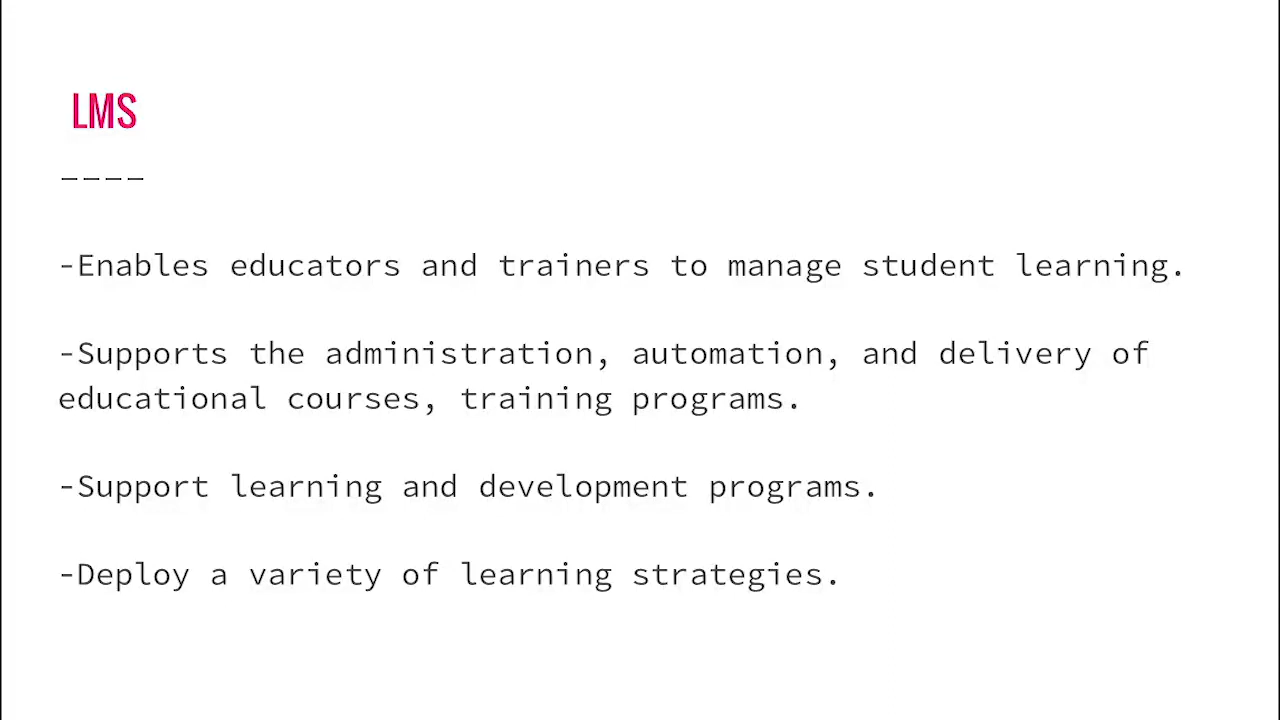 LMS
----
-Enables educators and trainers to manage student learning.
-Supports the administration, automation, and delivery of
educational courses, training programs.
-Support learning and development programs.
-Deploy a variety of learning strategies.